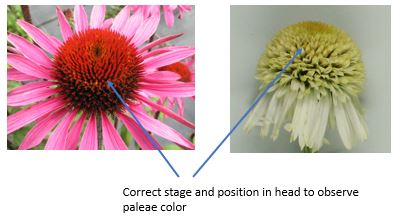 Correct stage and position in head to observe
paleae color